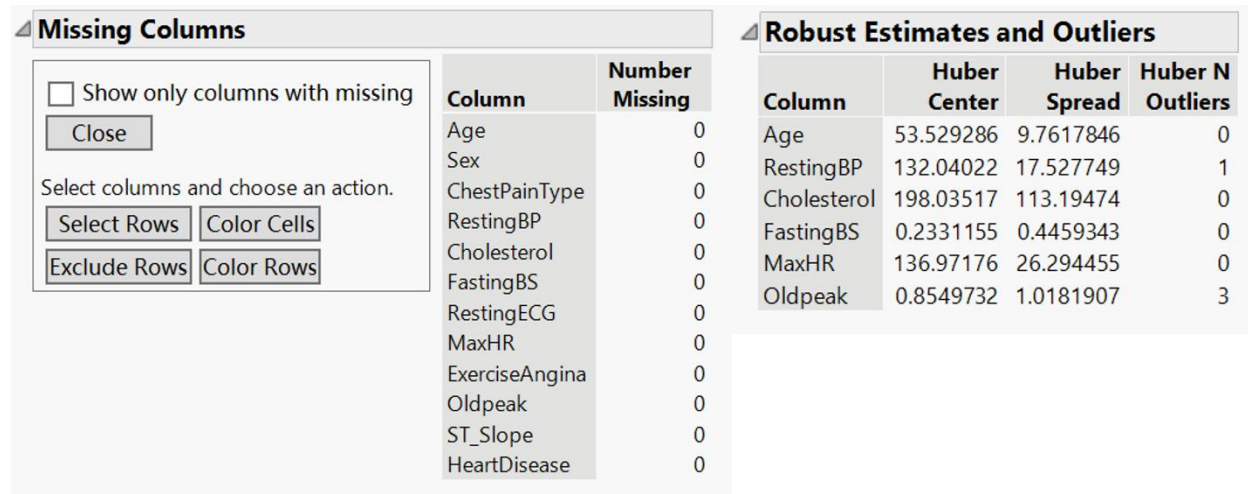 Missing Columns
Show only columns with missing
Close
Select columns and choose an action.
Select Rows Color Cells
Exclude Rows Color Rows
Column Number Missing
Age 0
Sex 0
ChestPainType 0
RestingBP 0
Cholesterol 0
FastingBS 0
RestingECG 0
MaxHR 0
ExerciseAngina 0
Oldpeak 0
ST_Slope 0
HeartDisease 0
Robust Estimates and Outliers
Huber Huber Huber N
Column Center Spread Outliers
Age 53.529286 9.7617846 0
RestingBP 132.04022 17.527749 1
Cholesterol 198.03517 113.19474 0
FastingBS 0.2331155 0.4459343 0
MaxHR 136.97176 26.294455 0
Oldpeak 0.8549732 1.0181907 3